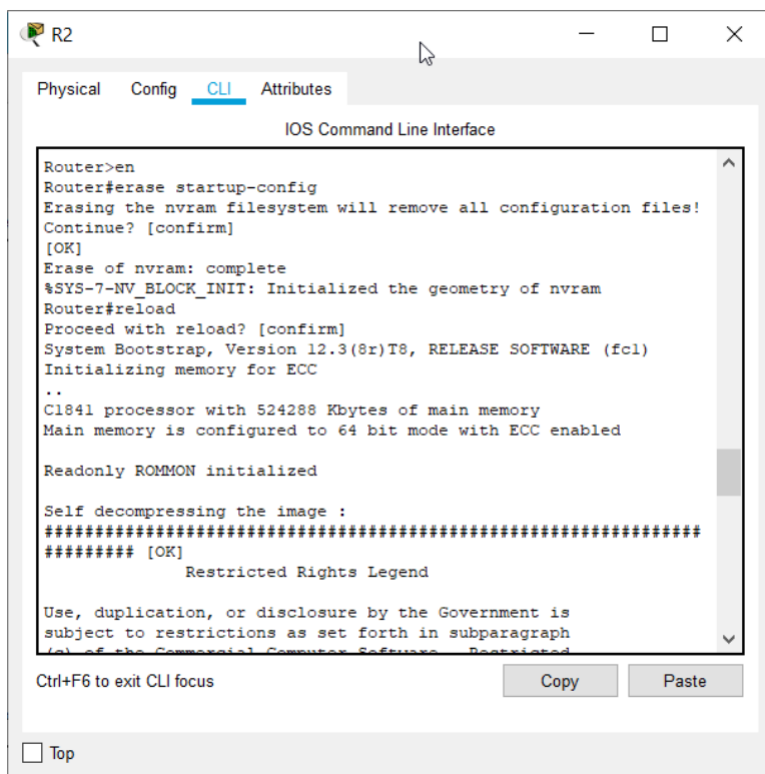 R2
Physical Config CLI Attributes
IOS Command Line Interface
Router>en
Router#erase startup-config
Erasing the nvram filesystem will remove all configuration files!
Continue? [confirm]
[OK]
Erase of nvram: complete
%SYS-7-NV_BLOCK_INIT: Initialized the geometry of nvram
Router#reload
Proceed with reload? [confirm]
System Bootstrap, Version 12.3(8r)T8, RELEASE SOFTWARE (fc1)
Initializing memory for ECC
..
C1841 processor with 524288 Kbytes of main memory
Main memory is configured to 64 bit mode with ECC enabled
Readonly ROMMON initialized
Self decompressing the image :
#################################################################
######### [OK]
Restricted Rights Legend
Use, duplication, or disclosure by the Government is
subject to restrictions as set forth in subparagraph
(c) of the Commercial Computer Software - Restricted
Ctrl+F6 to exit CLI focus
Copy
Paste
Top